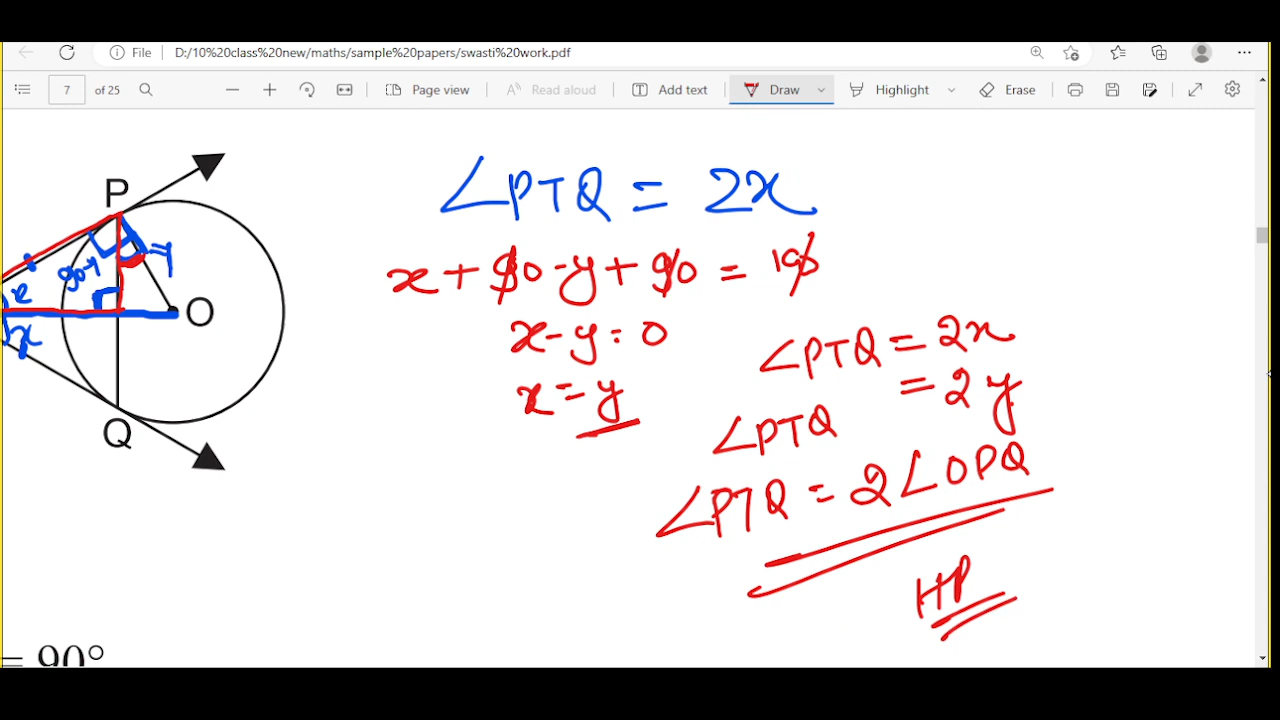 File D:/10%20class%20new/maths/sample%20papers/swasti%20work.pdf
7 of 25 Page view Read aloud Add text Draw Highlight Erase
P
Q
O
x
x
90-y
y
∠PTQ = 2x
x + 90 - y + 90 = 180
x - y = 0
x = y
∠PTQ = 2x
= 2y
∠PTQ
∠PTQ = 2∠OPQ
HP
= 90°